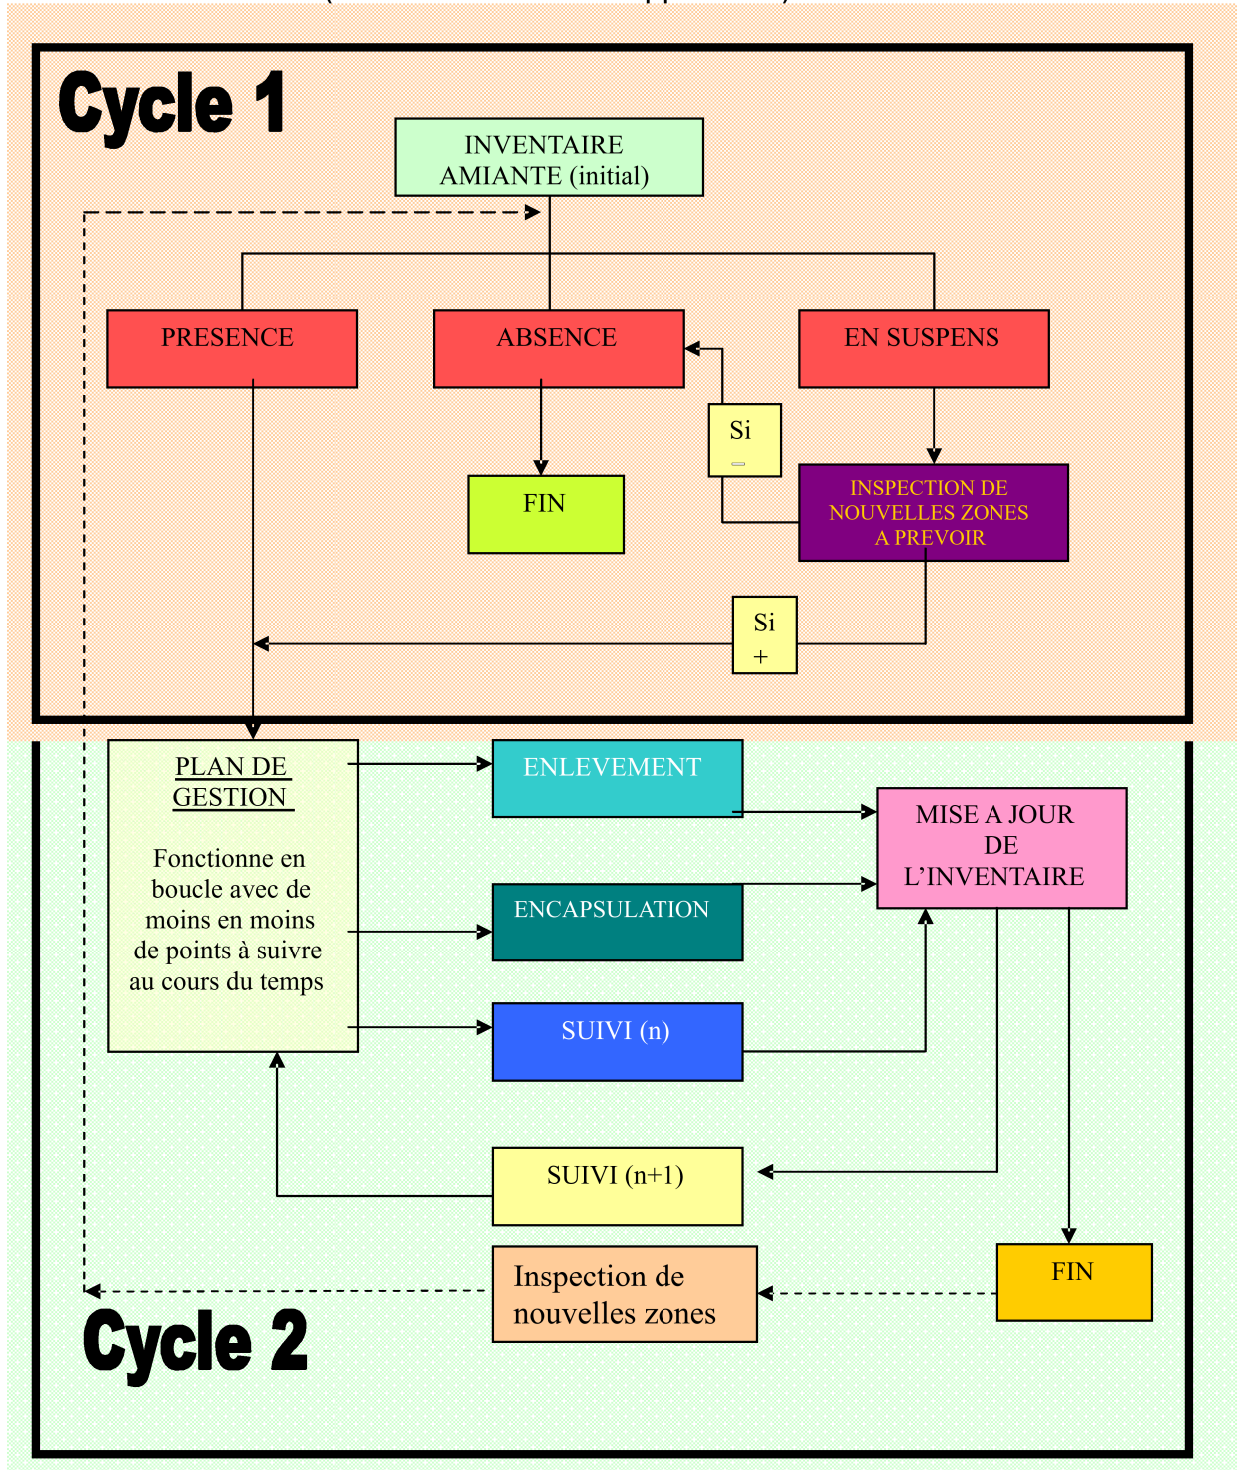 Cycle 1
INVENTAIRE
AMIANTE (initial)
PRESENCE
ABSENCE
EN SUSPENS
Si
–
FIN
INSPECTION DE
NOUVELLES ZONES
A PREVOIR
Si
+
PLAN DE
GESTION
Fonctionne en
boucle avec de
moins en moins
de points à suivre
au cours du temps
ENLEVEMENT
MISE A JOUR
DE
L’INVENTAIRE
ENCAPSULATION
SUIVI (n)
SUIVI (n+1)
Inspection de
nouvelles zones
FIN
Cycle 2